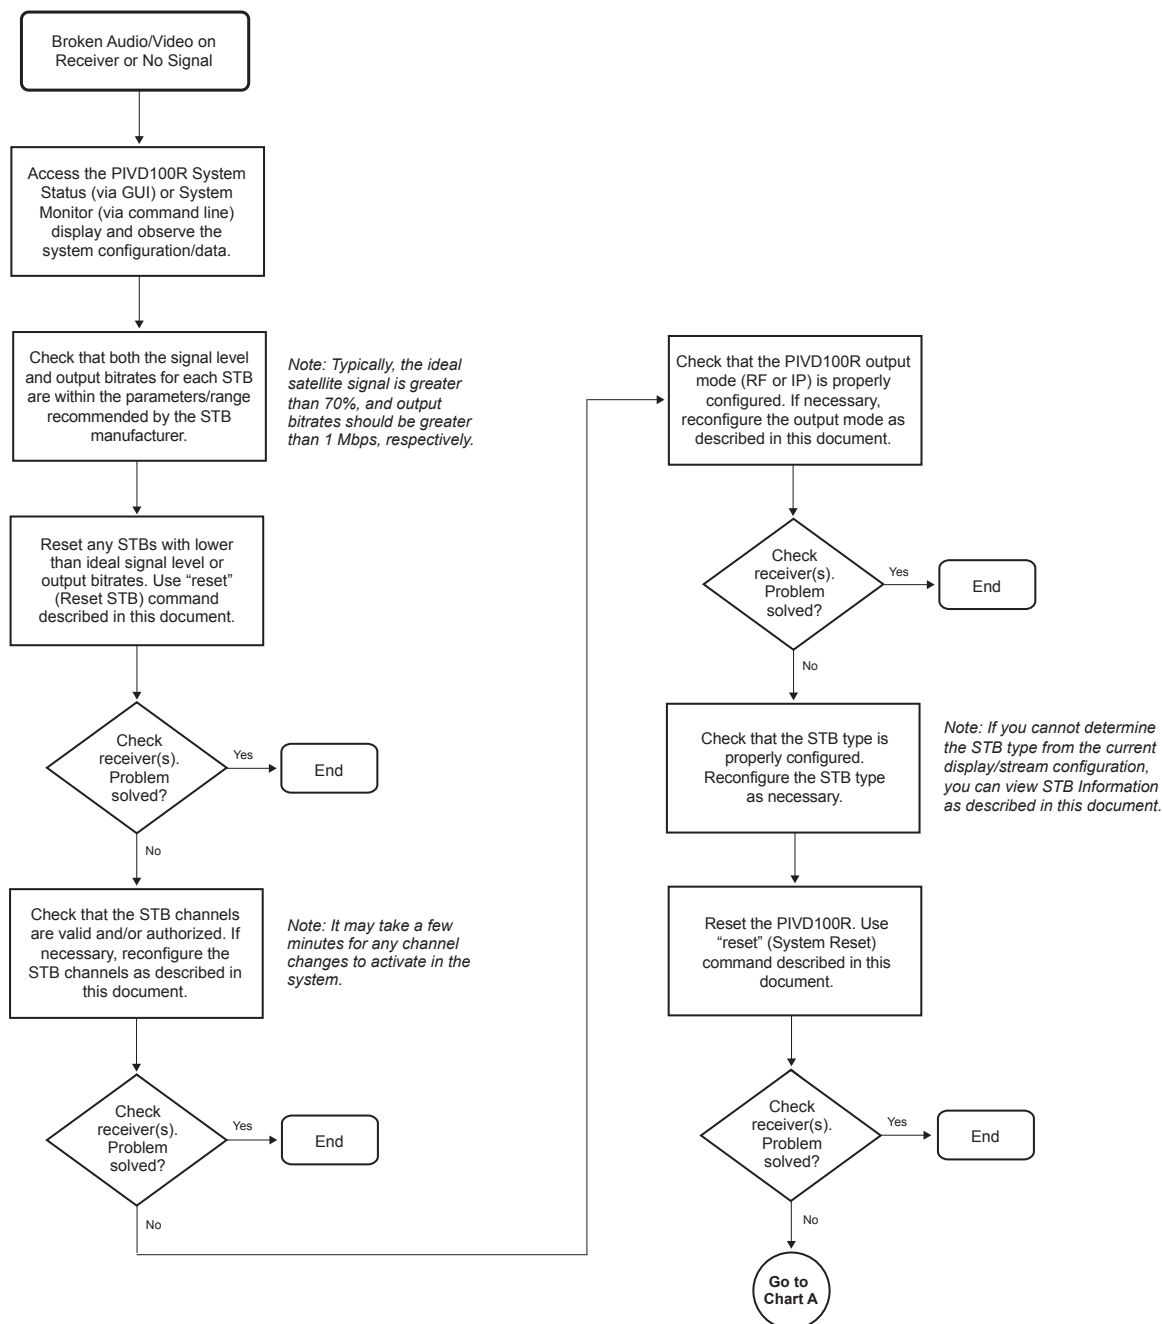 Broken Audio/Video on
Receiver or No Signal
Access the PIVD100R System
Status (via GUI) or System
Monitor (via command line)
display and observe the
system configuration/data.
Check that both the signal level
and output bitrates for each STB
are within the parameters/range
recommended by the STB
manufacturer.
Note: Typically, the ideal
satellite signal is greater
than 70%, and output
bitrates should be greater
than 1 Mbps, respectively.
Reset any STBs with lower
than ideal signal level or
output bitrates. Use “reset”
(Reset STB) command
described in this document.
Check
receiver(s).
Problem
solved?
Yes
End
No
Check that the STB channels
are valid and/or authorized. If
necessary, reconfigure the
STB channels as described in
this document.
Note: It may take a few
minutes for any channel
changes to activate in the
system.
Check
receiver(s).
Problem
solved?
Yes
End
No
Check that the PIVD100R output
mode (RF or IP) is properly
configured. If necessary,
reconfigure the output mode as
described in this document.
Check
receiver(s).
Problem
solved?
Yes
End
No
Check that the STB type is
properly configured.
Reconfigure the STB type
as necessary.
Note: If you cannot determine
the STB type from the current
display/stream configuration,
you can view STB Information
as described in this document.
Reset the PIVD100R. Use
“reset” (System Reset)
command described in this
document.
Check
receiver(s).
Problem
solved?
Yes
End
No
Go to
Chart A